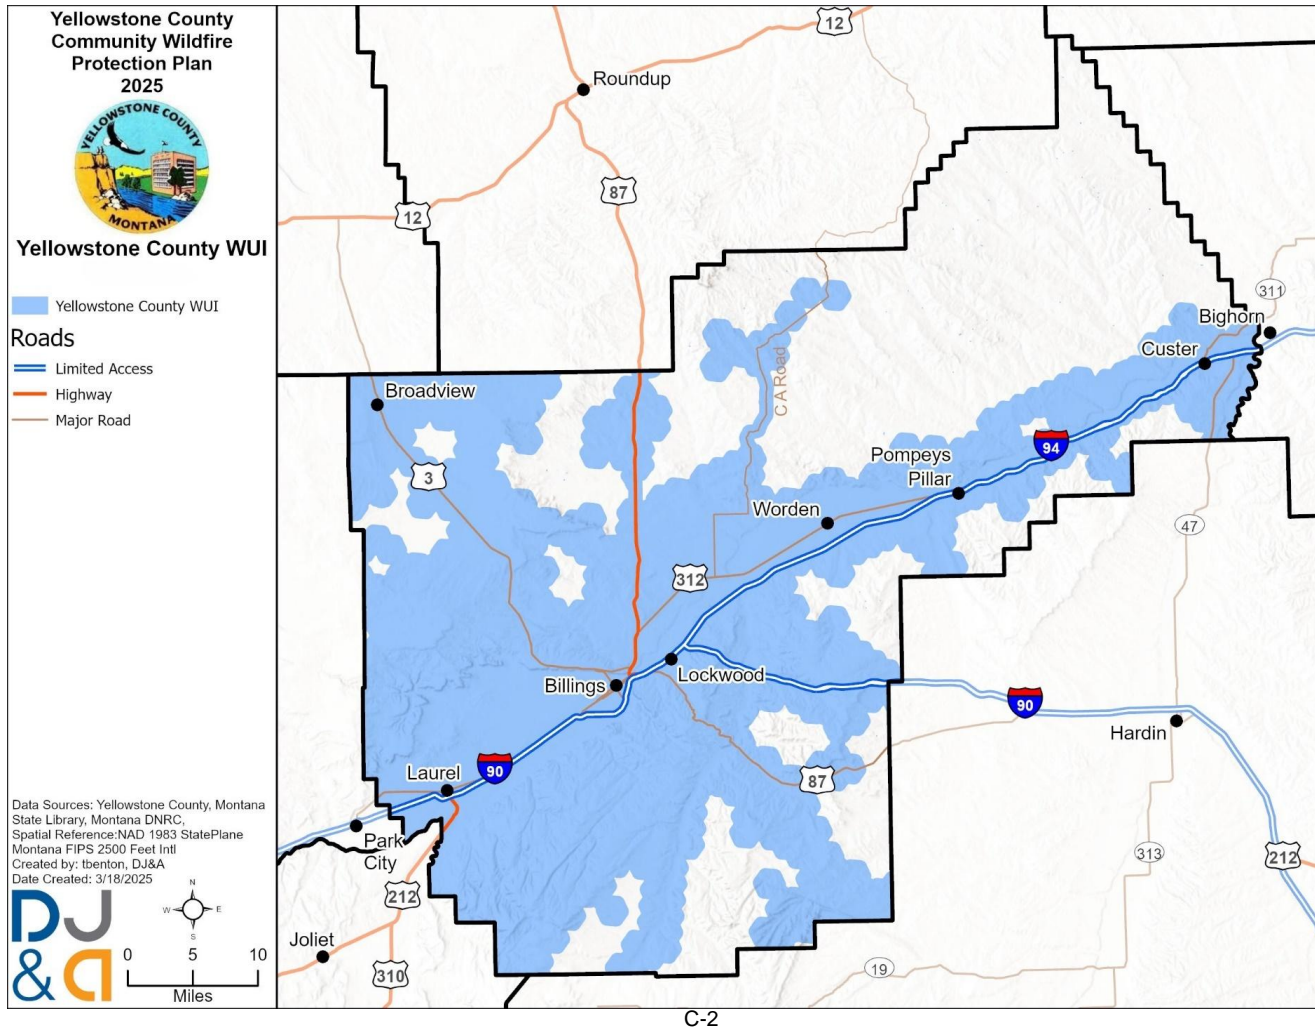 Yellowstone County
Community Wildfire
Protection Plan
2025
YELLOWSTONE COUNTY
MONTANA
Yellowstone County WUI
Yellowstone County WUI
Roads
Limited Access
Highway
Major Road
Data Sources: Yellowstone County, Montana
State Library, Montana DNRC,
Spatial Reference:NAD 1983 StatePlane
Montana FIPS 2500 Feet Intl
Created by: tbenton, DJ&A
Date Created: 3/18/2025
DJ
&a
N
W
E
S
0 5 10
Miles
12
Roundup
87
12
311
Bighorn
Custer
Broadview
C A Road
94
Pompeys
Pillar
3
Worden
47
312
Lockwood
Billings
90
Hardin
Laurel
90
87
Park
City
313
212
212
Joliet
310
19
C-2